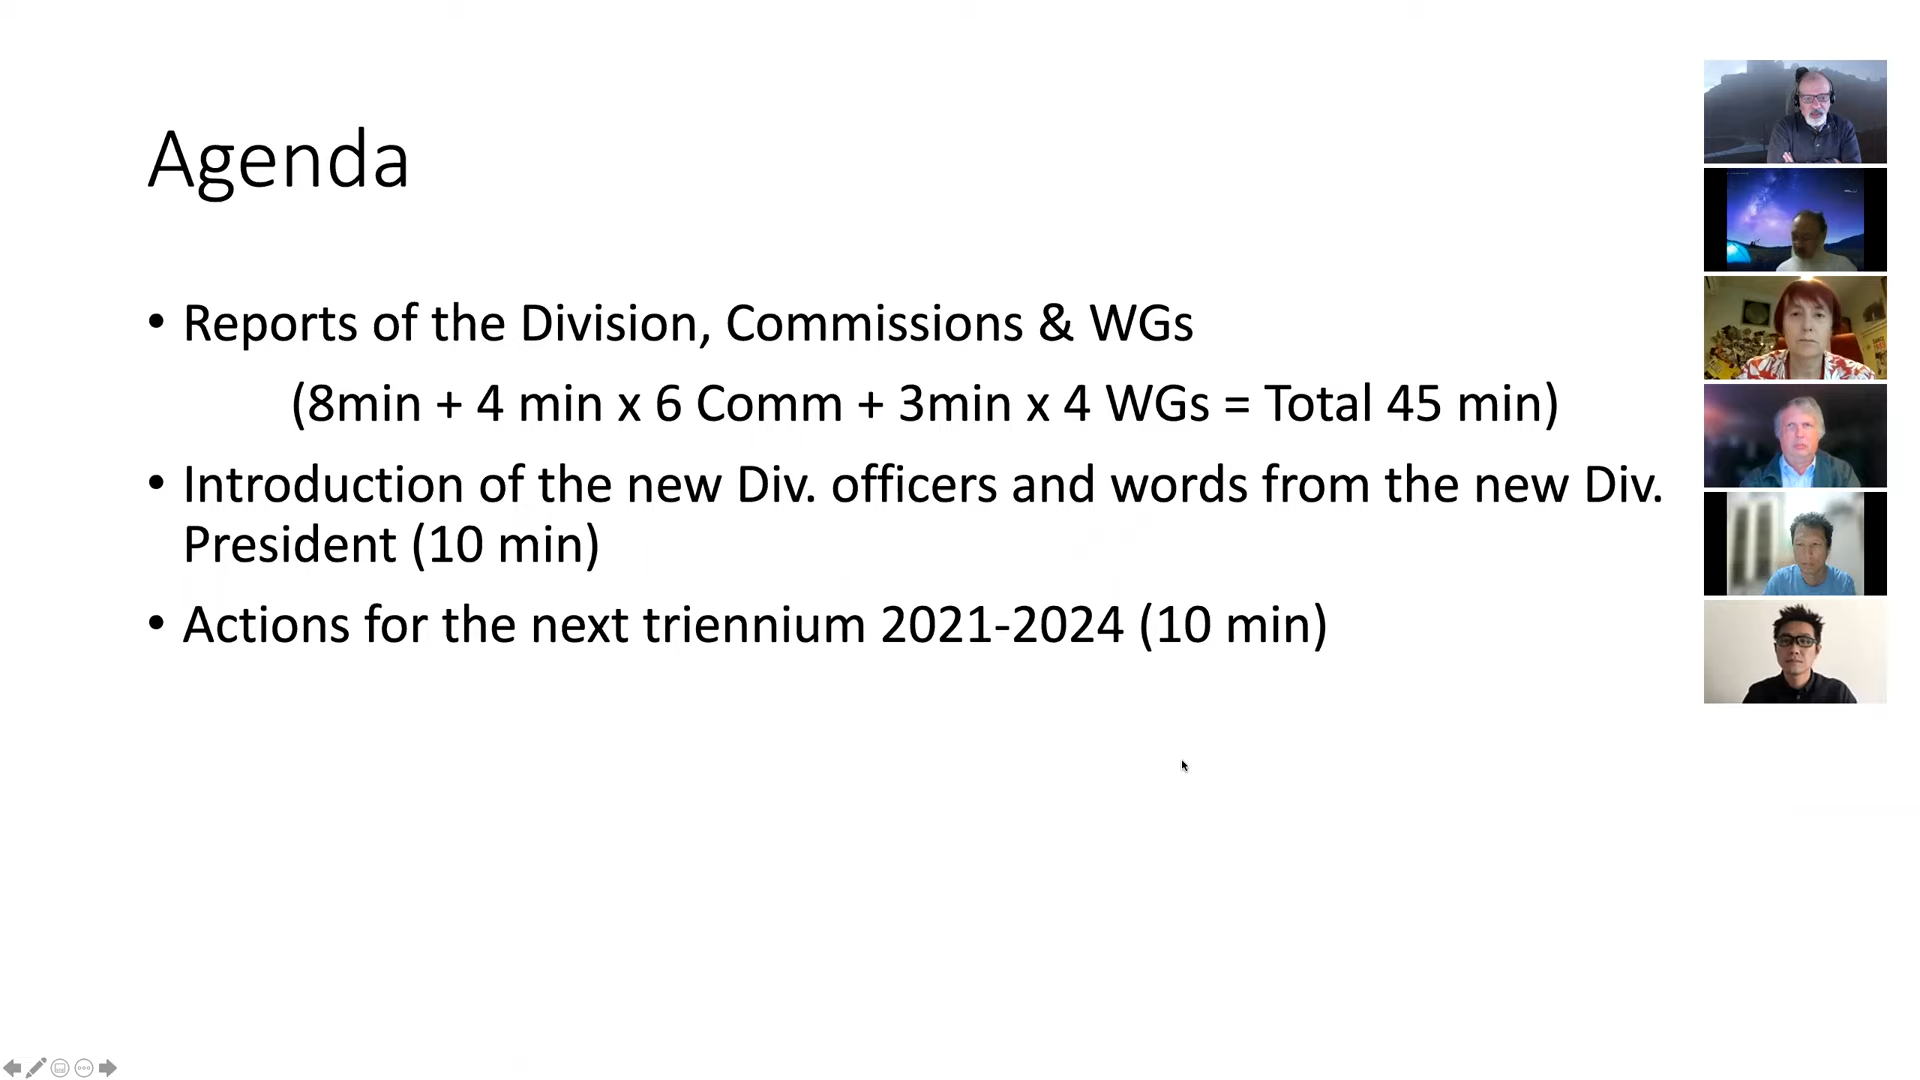 Agenda
• Reports of the Division, Commissions & WGs
(8min + 4 min x 6 Comm + 3min x 4 WGs = Total 45 min)
• Introduction of the new Div. officers and words from the new Div.
President (10 min)
• Actions for the next triennium 2021-2024 (10 min)